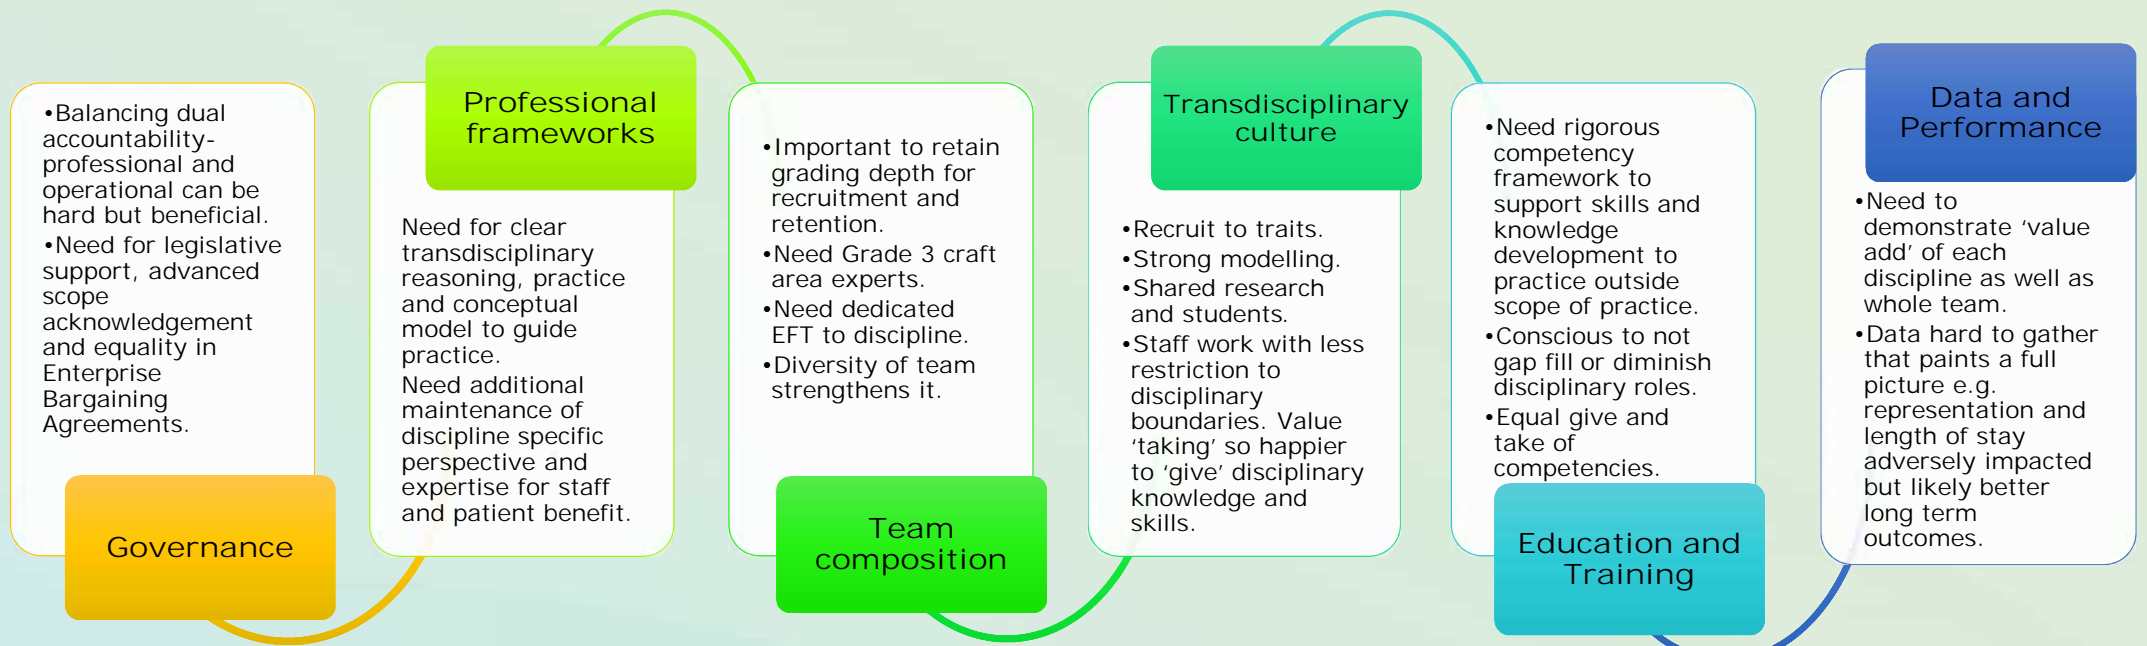 •Balancing dual
accountability-
professional and
operational can be
hard but beneficial.
•Need for legislative
support, advanced
scope
acknowledgement
and equality in
Enterprise
Bargaining
Agreements.
Governance
Professional
frameworks
Need for clear
transdisciplinary
reasoning, practice
and conceptual
model to guide
practice.
Need additional
maintenance of
discipline specific
perspective and
expertise for staff
and patient benefit.
•Important to retain
grading depth for
recruitment and
retention.
•Need Grade 3 craft
area experts.
•Need dedicated
EFT to discipline.
•Diversity of team
strengthens it.
Team
composition
Transdisciplinary
culture
•Recruit to traits.
•Strong modelling.
•Shared research
and students.
•Staff work with less
restriction to
disciplinary
boundaries. Value
‘taking’ so happier
to ‘give’ disciplinary
knowledge and
skills.
•Need rigorous
competency
framework to
support skills and
knowledge
development to
practice outside
scope of practice.
•Conscious to not
gap fill or diminish
disciplinary roles.
•Equal give and
take of
competencies.
Education and
Training
Data and
Performance
•Need to
demonstrate ‘value
add’ of each
discipline as well as
whole team.
•Data hard to gather
that paints a full
picture e.g.
representation and
length of stay
adversely impacted
but likely better
long term
outcomes.